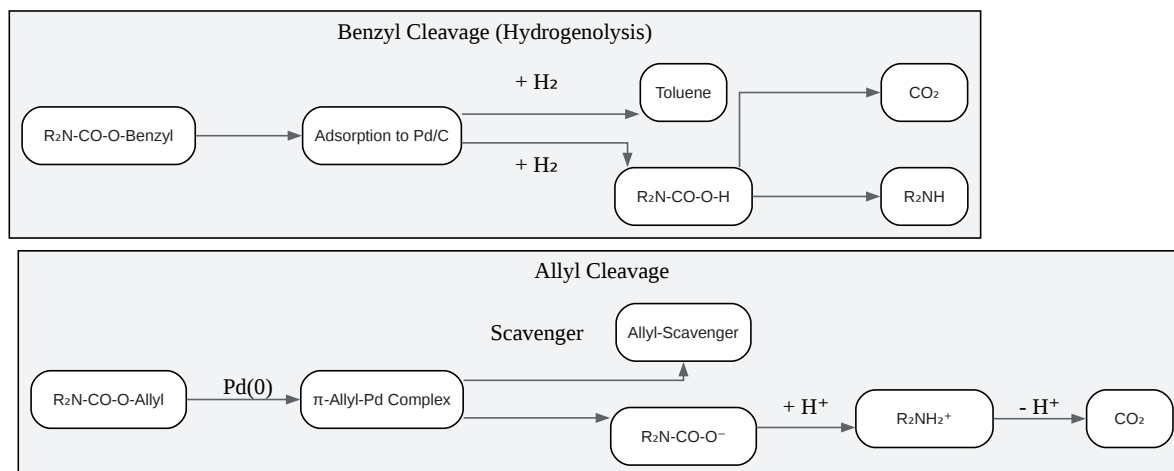 Benzyl Cleavage (Hydrogenolysis)
+ H₂
Toluene
CO₂
R₂N-CO-O-Benzyl
Adsorption to Pd/C
+ H₂
R₂N-CO-O-H
R₂NH
Allyl Cleavage
Scavenger
Allyl-Scavenger
R₂N-CO-O-Allyl
Pd(0)
π-Allyl-Pd Complex
R₂N-CO-O⁻
+ H⁺
R₂NH₂⁺
- H⁺
CO₂